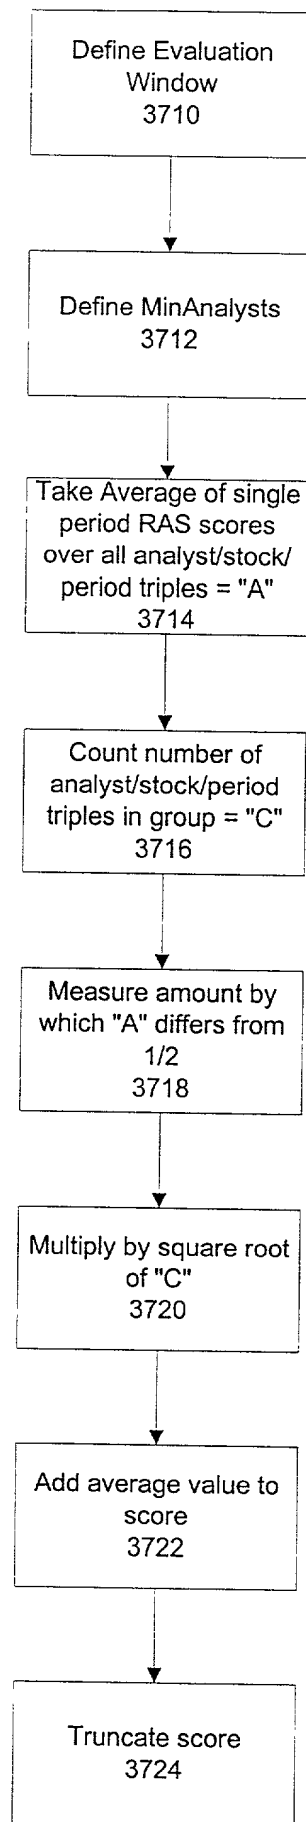 Define Evaluation
Window
3710
Define MinAnalysts
3712
Take Average of single
period RAS scores
over all analyst/stock/
period triples = "A"
3714
Count number of
analyst/stock/period
triples in group = "C"
3716
Measure amount by
which "A" differs from
1/2
3718
Multiply by square root
of "C"
3720
Add average value to
score
3722
Truncate score
3724